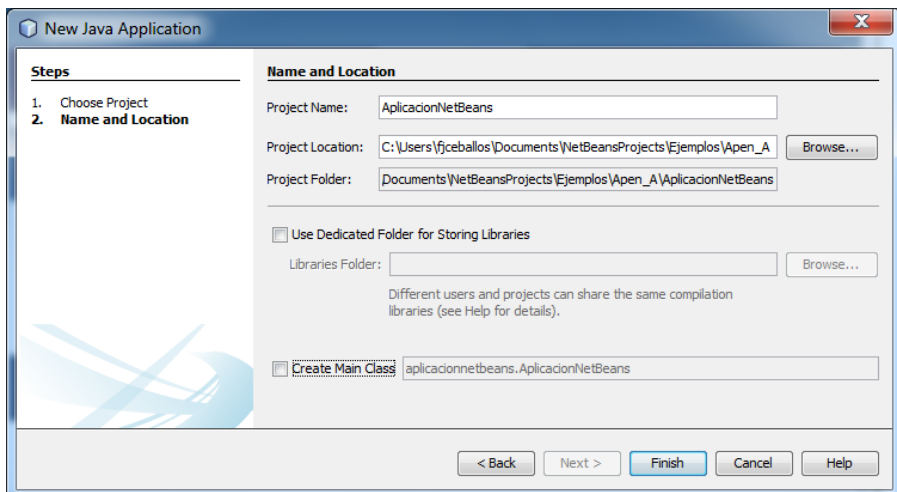 New Java Application
X
Steps
1. Choose Project
2. Name and Location
Name and Location
Project Name: AplicacionNetBeans
Project Location: C:\Users\fjceballos\Documents\NetBeansProjects\Ejemplos\Apen_A Browse...
Project Folder: Documents\NetBeansProjects\Ejemplos\Apen_A\AplicacionNetBeans
Use Dedicated Folder for Storing Libraries
Libraries Folder: Browse...
Different users and projects can share the same compilation
libraries (see Help for details).
Create Main Class aplicacionnetbeans.AplicacionNetBeans
< Back Next > Finish Cancel Help